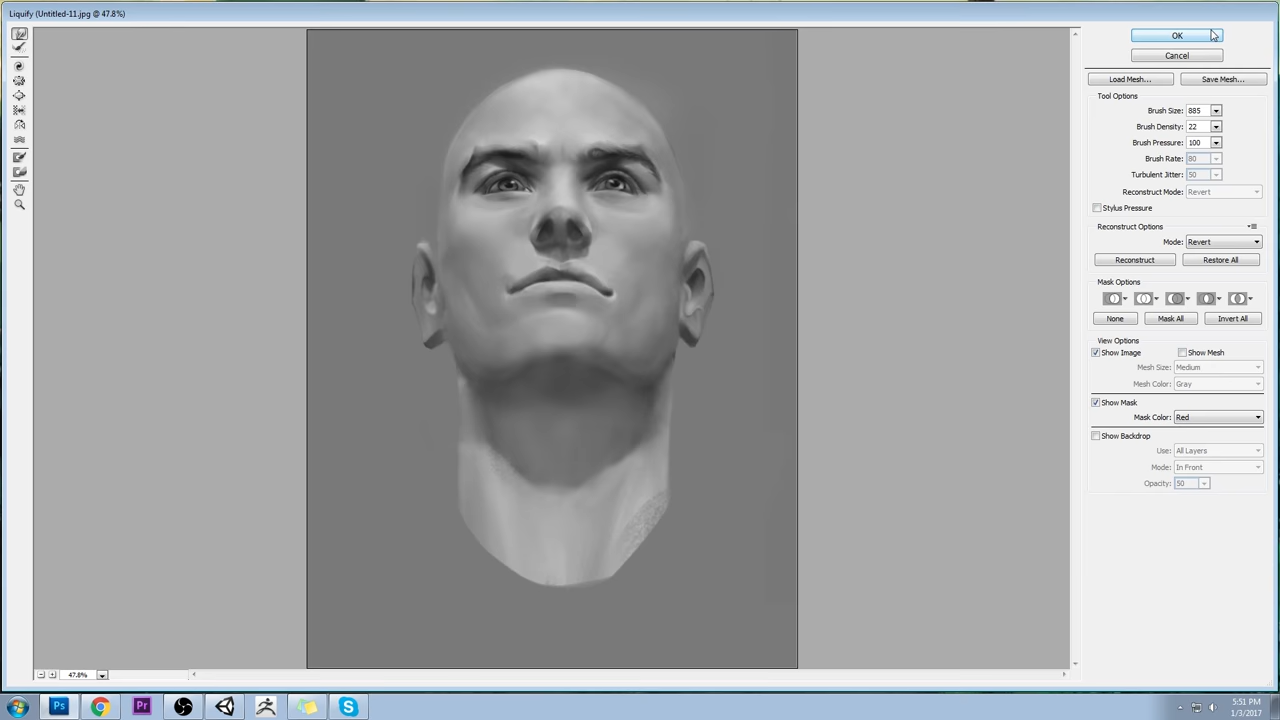 Liquify (Untitled-11.jpg @ 47.8%)
OK
Cancel
Load Mesh... Save Mesh...
Tool Options
Brush Size: 885
Brush Density: 22
Brush Pressure: 100
Brush Rate: 80
Turbulent Jitter: 50
Reconstruct Mode: Revert
Stylus Pressure
Reconstruct Options
Mode: Revert
Reconstruct Restore All
Mask Options
None Mask All Invert All
View Options
Show Image Show Mesh
Mesh Size: Medium
Mesh Color: Gray
Show Mask
Mask Color: Red
Show Backdrop
Use: All Layers
Mode: In Front
Opacity: 50
47.8%
Ps Pr S
5:51 PM
1/3/2017